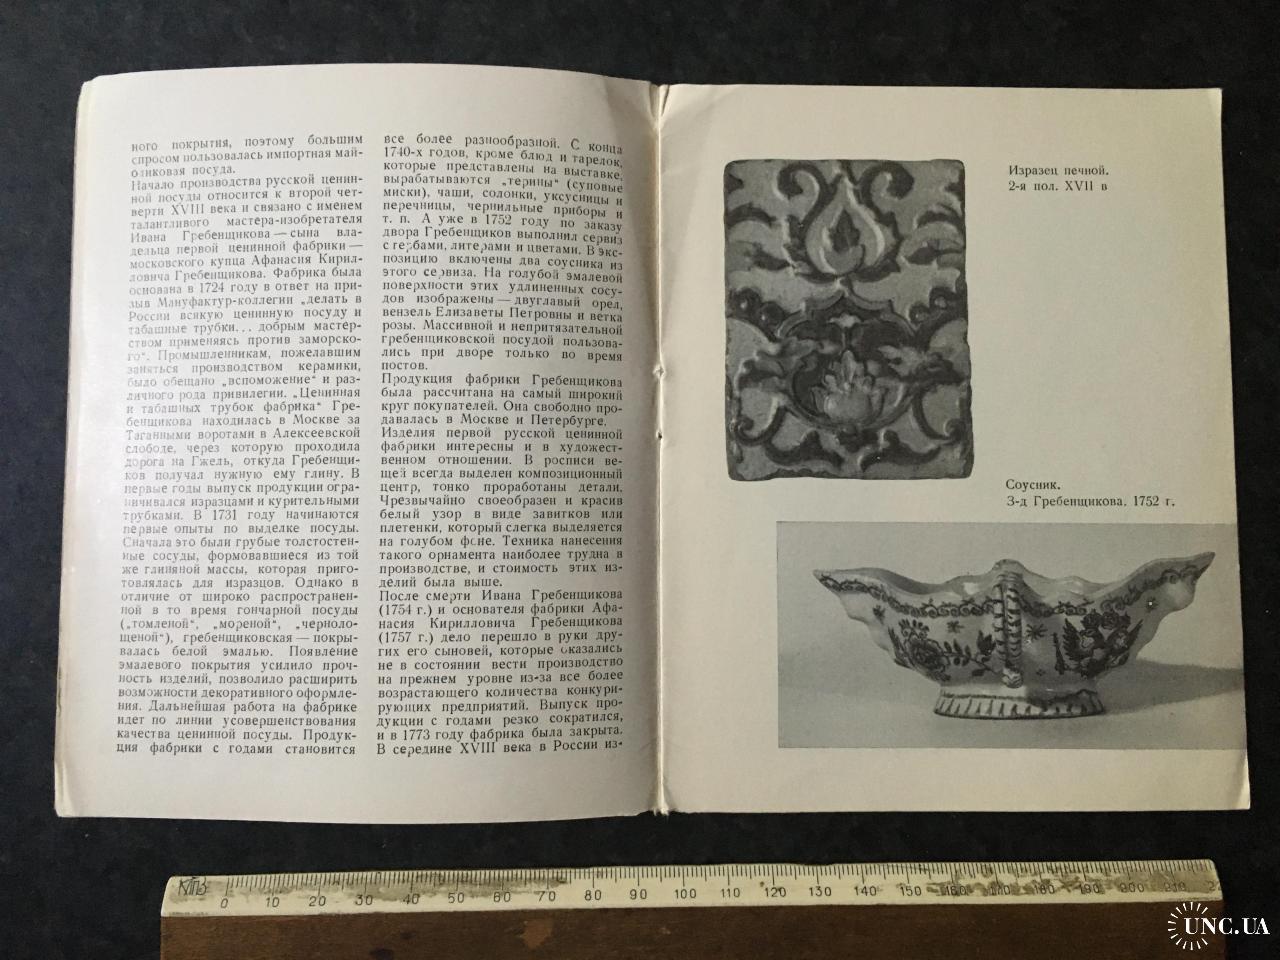 ного покрытия, поэтому большим
спросом пользовалась импортная май-
оликовая посуда.
Начало производства русской ценин-
ной посуды относится к второй чет-
верти XVIII века и связано с именем
талантливого мастера-изобретателя
Ивана Гребенщикова — сына вла-
дельца первой ценинной фабрики —
московского купца Афанасия Кирил-
ловича Гребенщикова. Фабрика была
основана в 1724 году в ответ на при-
зыв Мануфактур-коллегии „делать в
России всякую ценинную посуду и
табашные трубки... добрым мастер-
ством применяясь против заморско-
го“. Промышленникам, пожелавшим
заняться производством керамики,
было обещано „вспоможение“ и раз-
личного рода привилегии. „Ценинная
и табашных трубок фабрика“ Гре-
бенщикова находилась в Москве за
Таганными воротами в Алексеевской
слободе, через которую проходила
дорога на Гжель, откуда Гребенщи-
ков получал нужную ему глину. В
первые годы выпуск продукции огра-
ничивался изразцами и курительными
трубками. В 1731 году начинаются
первые опыты по выделке посуды.
Сначала это были грубые толстостен-
ные сосуды, формовавшиеся из той
же глиняной массы, которая приго-
товлялась для изразцов. Однако в
отличие от широко распространен-
ной в то время гончарной посуды
(„томленой“, „мореной“, „черноло-
щеной“), гребенщиковская — покры-
валась белой эмалью. Появление
эмалевого покрытия усилило проч-
ность изделий, позволило расширить
возможности декоративного оформле-
ния. Дальнейшая работа на фабрике
идет по линии усовершенствования
качества ценинной посуды. Продук-
ция фабрики с годами становится
все более разнообразной. С конца
1740-х годов, кроме блюд и тарелок,
которые представлены на выставке,
вырабатываются „терины“ (суповые
миски), чаши, солонки, уксусницы и
перечницы, чернильные приборы и
т. п. А уже в 1752 году по заказу
двора Гребенщиков выполнил сервиз
с гербами, литерами и цветами. В экс-
позицию включены два соусника из
этого сервиза. На голубой эмалевой
поверхности этих удлиненных сосу-
дов изображены — двуглавый орел,
вензель Елизаветы Петровны и ветка
розы. Массивной и непритязательной
гребенщиковской посудой пользова-
лись при дворе только во время
постов.
Продукция фабрики Гребенщикова
была рассчитана на самый широкий
круг покупателей. Она свободно про-
давалась в Москве и Петербурге.
Изделия первой русской ценинной
фабрики интересны и в художест-
венном отношении. В росписи ве-
щей всегда выделен композиционный
центр, тонко проработаны детали.
Чрезвычайно своеобразен и красив
белый узор в виде завитков или
плетенки, который слегка выделяется
на голубом фоне. Техника нанесения
такого орнамента наиболее трудна в
производстве, и стоимость этих из-
делий была выше.
После смерти Ивана Гребенщикова
(1754 г.) и основателя фабрики Афа-
насия Кирилловича Гребенщикова
(1757 г.) дело перешло в руки дру-
гих его сыновей, которые оказались
не в состоянии вести производство
на прежнем уровне из-за все более
возрастающего количества конкури-
рующих предприятий. Выпуск про-
дукции с годами резко сократился,
и в 1773 году фабрика была закрыта.
В середине XVIII века в России из-
Изразец печной.
2-я пол. XVII в
Соусник.
З-д Гребенщикова. 1752 г.
0 10 20 30 40 50 60 70 80 90 100 110 120 130 140 150 160 170 180 190 200 210
UNC.UA